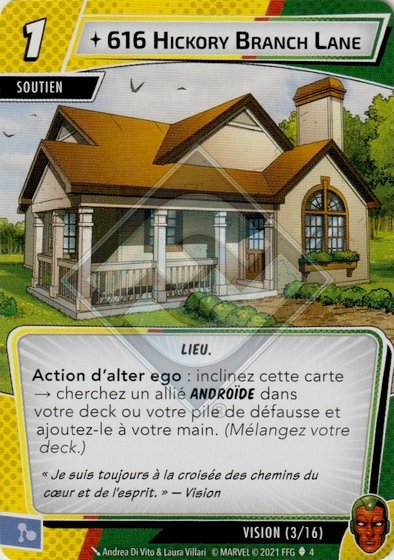 1
616 HICKORY BRANCH LANE
SOUTIEN
LIEU.
Action d'alter ego : inclinez cette carte
→ cherchez un allié ANDROÏDE dans
votre deck ou votre pile de défausse et
ajoutez-le à votre main. (Mélangez votre
deck.)
« Je suis toujours à la croisée des chemins du
cœur et de l'esprit. » — Vision
VISION (3/16)
Andrea Di Vito & Laura Villari © MARVEL © 2021 FFG 4